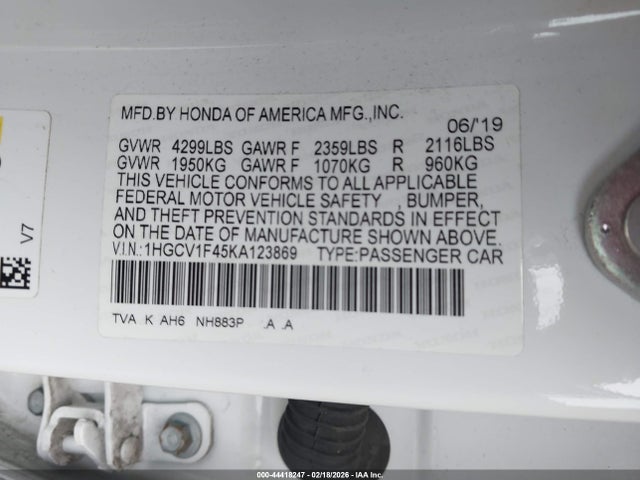 MFD.BY HONDA OF AMERICA MFG.,INC.
06/'19
GVWR 4299LBS GAWR F 2359LBS R 2116LBS
GVWR 1950KG GAWR F 1070KG R 960KG
THIS VEHICLE CONFORMS TO ALL APPLICABLE
FEDERAL MOTOR VEHICLE SAFETY , BUMPER,
AND THEFT PREVENTION STANDARDS IN EFFECT
ON THE DATE OF MANUFACTURE SHOWN ABOVE.
V.I.N.:1HGCV1F45KA123869 TYPE:PASSENGER CAR
TVA K AH6 NH883P .A .A
V7
000-44418247 - 02/18/2026 - IAA Inc.